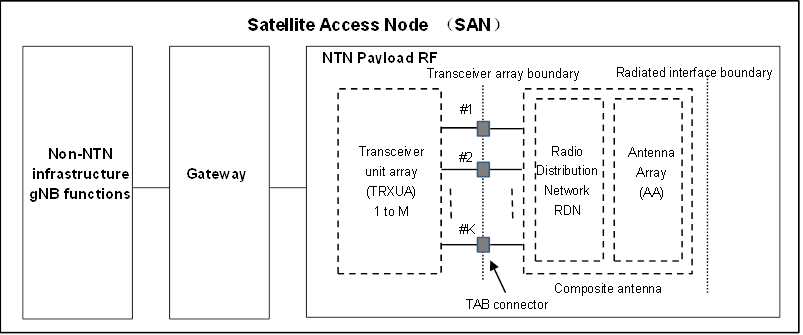 Satellite Access Node （SAN）
Non-NTN
infrastructure
gNB functions
Gateway
NTN Payload RF
Transceiver array boundary
Radiated interface boundary
Transceiver
unit array
(TRXUA)
1 to M
#1
#2
#K
TAB connector
Radio
Distribution
Network
RDN
Antenna
Array
(AA)
Composite antenna